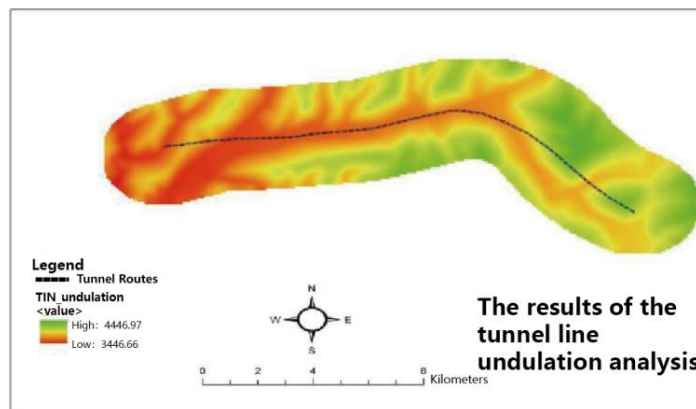 Legend
Tunnel Routes
TIN_undulation
<value>
High: 4446.97
Low: 3446.66
N
W E
S
0 2 4 8
Kilometers
The results of the
tunnel line
undulation analysis